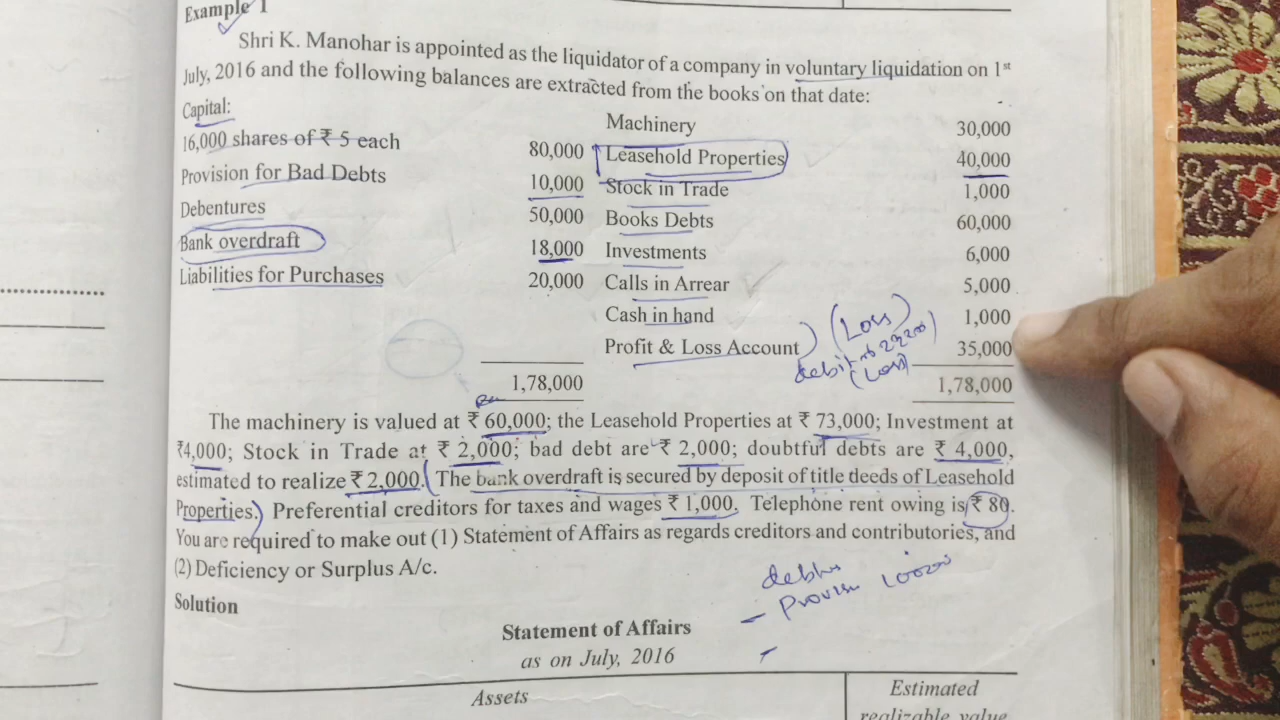 Example 1
Shri K. Manohar is appointed as the liquidator of a company in voluntary liquidation on 1st
July, 2016 and the following balances are extracted from the books on that date:
Capital:
16,000 shares of ₹ 5 each 80,000
Provision for Bad Debts 10,000
Debentures 50,000
Bank overdraft 18,000
Liabilities for Purchases 20,000
1,78,000
Machinery 30,000
Leasehold Properties 40,000
Stock in Trade 1,000
Books Debts 60,000
Investments 6,000
Calls in Arrear 5,000
Cash in hand 1,000
Profit & Loss Account 35,000
1,78,000
(Loss)
debit
(Loss)
The machinery is valued at ₹ 60,000; the Leasehold Properties at ₹ 73,000; Investment at
₹4,000; Stock in Trade at ₹ 2,000; bad debt are ₹ 2,000; doubtful debts are ₹ 4,000,
estimated to realize ₹ 2,000. The bank overdraft is secured by deposit of title deeds of Leasehold
Properties. Preferential creditors for taxes and wages ₹ 1,000. Telephone rent owing is ₹ 80.
You are required to make out (1) Statement of Affairs as regards creditors and contributories, and
(2) Deficiency or Surplus A/c.
Solution
Statement of Affairs
as on July, 2016
Assets
Estimated
realizable value